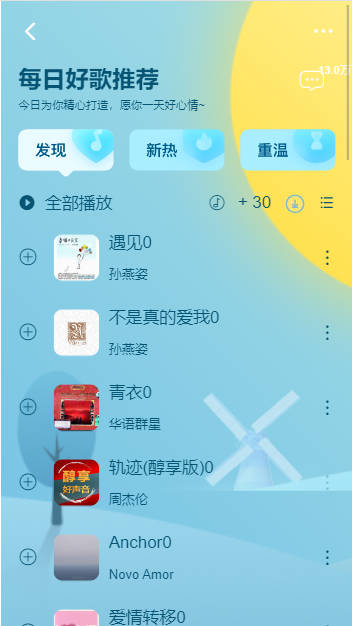 每日好歌推荐
13.0万
今日为你精心打造，愿你一天好心情~
发现
新热
重温
全部播放
+ 30
遇见0
孙燕姿
不是真的爱我0
孙燕姿
青衣0
华语群星
轨迹(醇享版)0
醇享
好声音
周杰伦
Anchor0
Novo Amor
爱情转移0